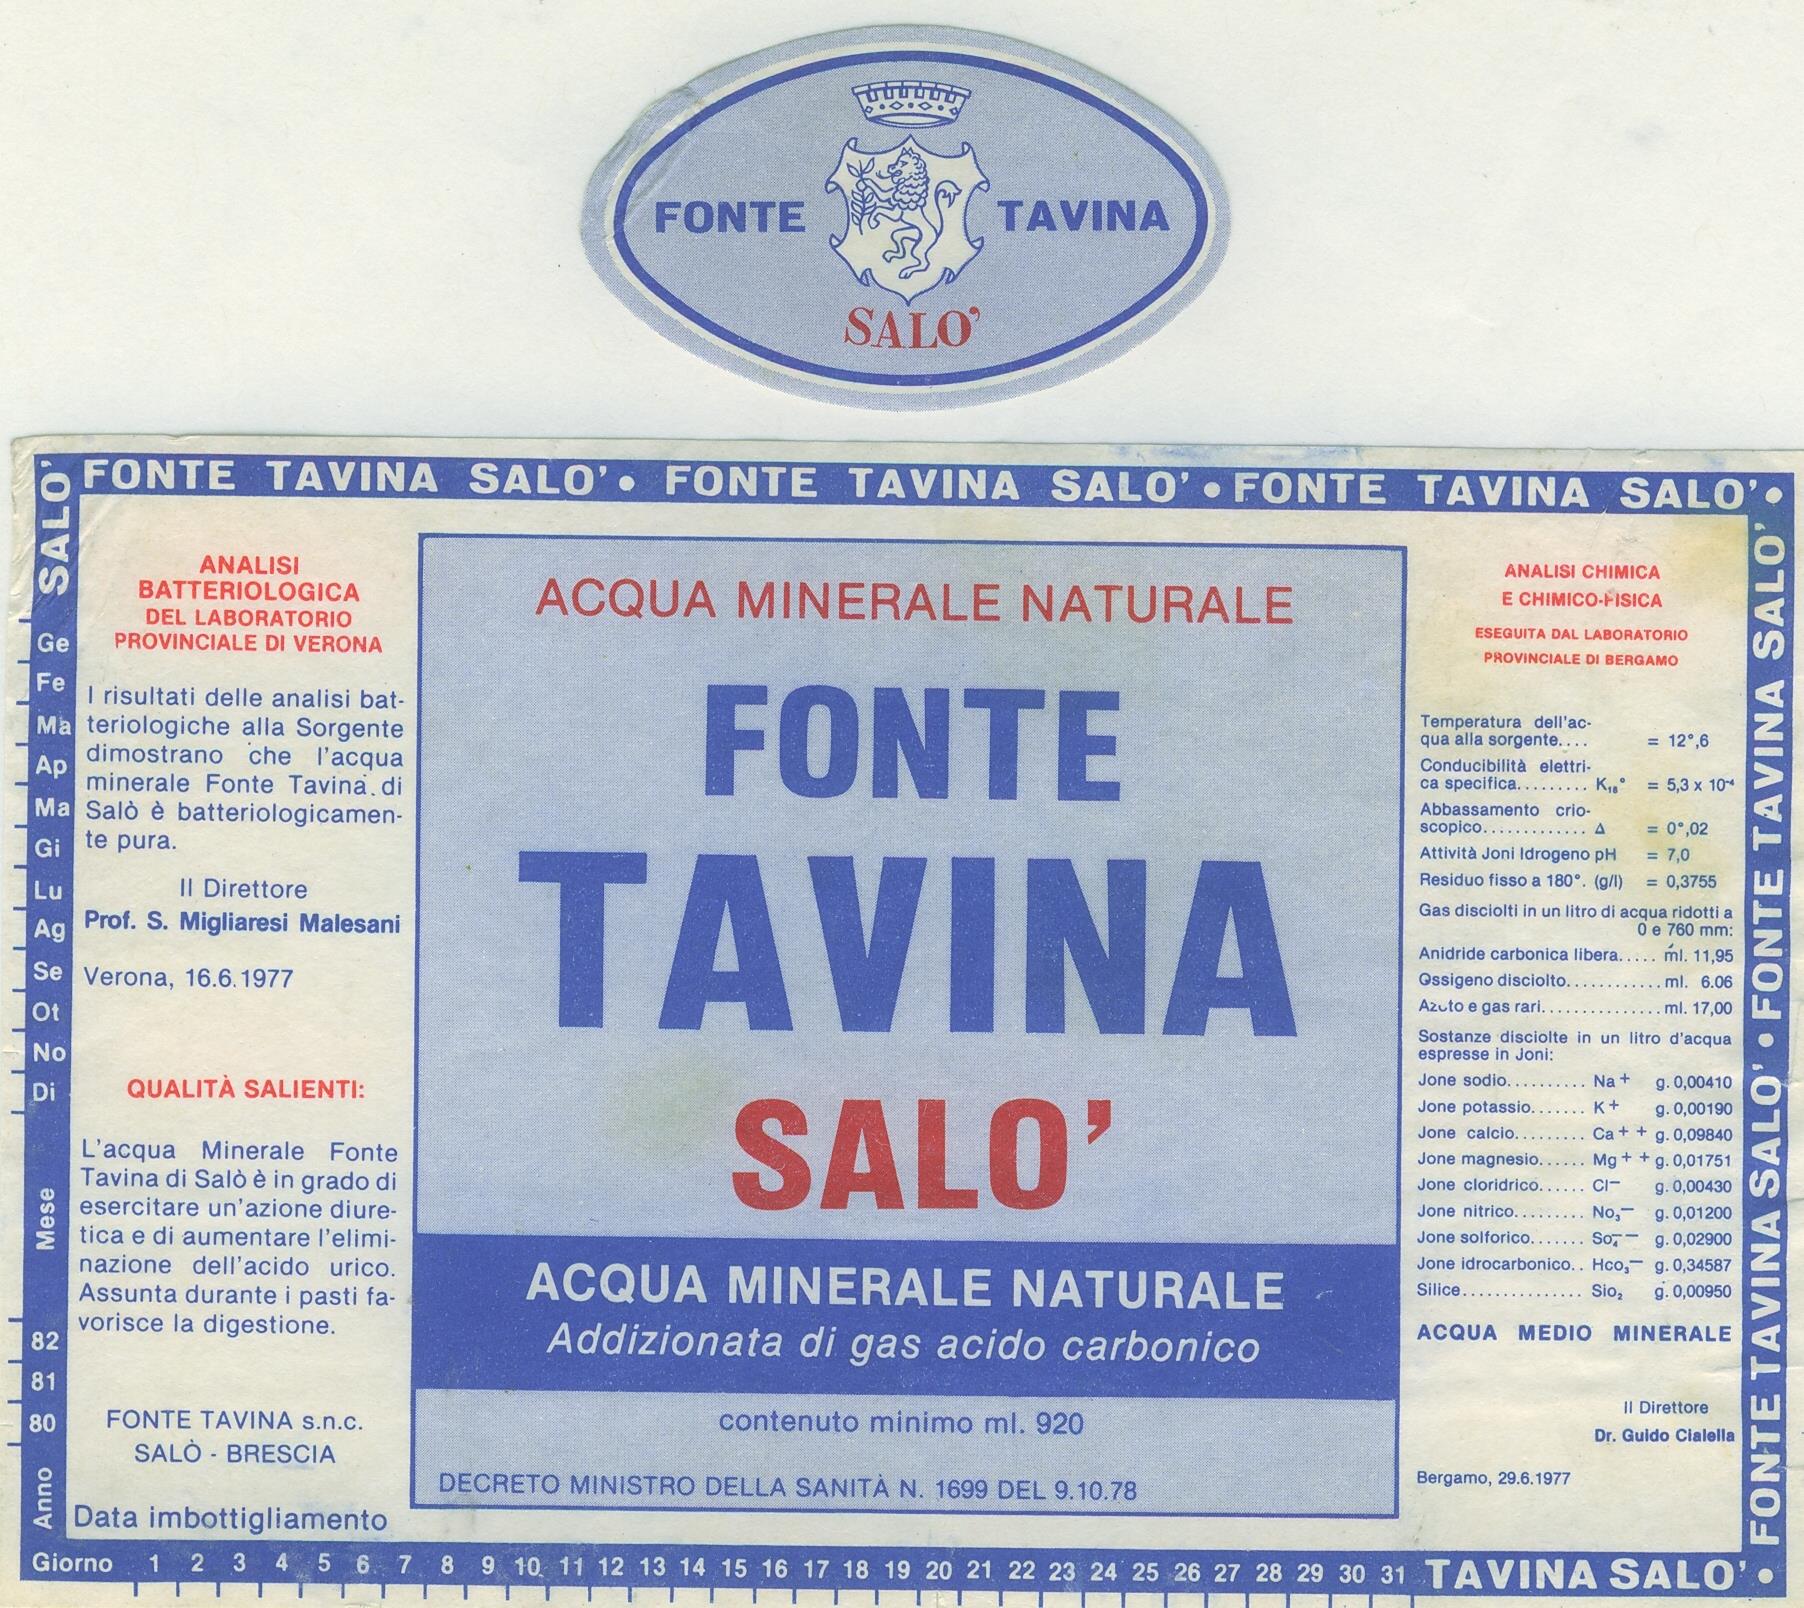 FONTE TAVINA
SALO'
FONTE TAVINA SALO' • FONTE TAVINA SALO' • FONTE TAVINA SALO' •
SALO'
Ge
Fe
Ma
Ap
Ma
Gi
Lu
Ag
Se
Ot
No
Di
Mese
82
81
80
Anno
ANALISI
BATTERIOLOGICA
DEL LABORATORIO
PROVINCIALE DI VERONA
I risultati delle analisi bat-
teriologiche alla Sorgente
dimostrano che l'acqua
minerale Fonte Tavina di
Salò è batteriologicamen-
te pura.
Il Direttore
Prof. S. Migliaresi Malesani
Verona, 16.6.1977
QUALITÀ SALIENTI:
L'acqua Minerale Fonte
Tavina di Salò è in grado di
esercitare un'azione diure-
tica e di aumentare l'elimi-
nazione dell'acido urico.
Assunta durante i pasti fa-
vorisce la digestione.
FONTE TAVINA s.n.c.
SALÒ - BRESCIA
Data imbottigliamento
ACQUA MINERALE NATURALE
FONTE
TAVINA
SALO'
ACQUA MINERALE NATURALE
Addizionata di gas acido carbonico
contenuto minimo ml. 920
DECRETO MINISTRO DELLA SANITÀ N. 1699 DEL 9.10.78
ANALISI CHIMICA
E CHIMICO-FISICA
ESEGUITA DAL LABORATORIO
PROVINCIALE DI BERGAMO
Temperatura dell'ac-
qua alla sorgente.... = 12°,6
Conducibilità elettri-
ca specifica......... K₁₈° = 5,3 x 10⁻⁴
Abbassamento crio-
scopico............. Δ = 0°,02
Attività Joni Idrogeno pH = 7,0
Residuo fisso a 180°. (g/l) = 0,3755
Gas disciolti in un litro di acqua ridotti a
0 e 760 mm:
Anidride carbonica libera..... ml. 11,95
Ossigeno disciolto............ ml. 6.06
Azoto e gas rari............... ml. 17,00
Sostanze disciolte in un litro d'acqua
espresse in Joni:
Jone sodio.......... Na+ g. 0,00410
Jone potassio....... K+ g. 0,00190
Jone calcio......... Ca++ g. 0,09840
Jone magnesio...... Mg++ g. 0,01751
Jone cloridrico...... Cl— g. 0,00430
Jone nitrico......... No₃— g. 0,01200
Jone solforico....... So₄—— g. 0,02900
Jone idrocarbonico.. Hco₃— g. 0,34587
Silice............... Sio₂ g. 0,00950
ACQUA MEDIO MINERALE
Il Direttore
Dr. Guido Cialella
Bergamo, 29.6.1977
FONTE TAVINA SALO' • FONTE TAVINA SALO' • FONTE TAVINA SALO'
Giorno 1 2 3 4 5 6 7 8 9 10 11 12 13 14 15 16 17 18 19 20 21 22 23 24 25 26 27 28 29 30 31 TAVINA SALO' •